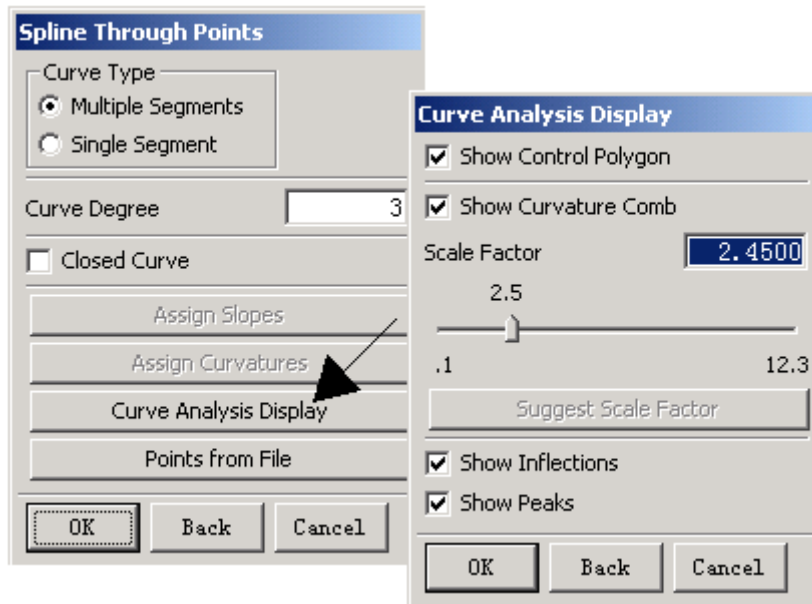 Spline Through Points
Curve Type
Multiple Segments
Single Segment
Curve Degree 3
Closed Curve
Assign Slopes
Assign Curvatures
Curve Analysis Display
Points from File
OK Back Cancel
Curve Analysis Display
Show Control Polygon
Show Curvature Comb
Scale Factor 2.4500
2.5
.1 12.3
Suggest Scale Factor
Show Inflections
Show Peaks
OK Back Cancel